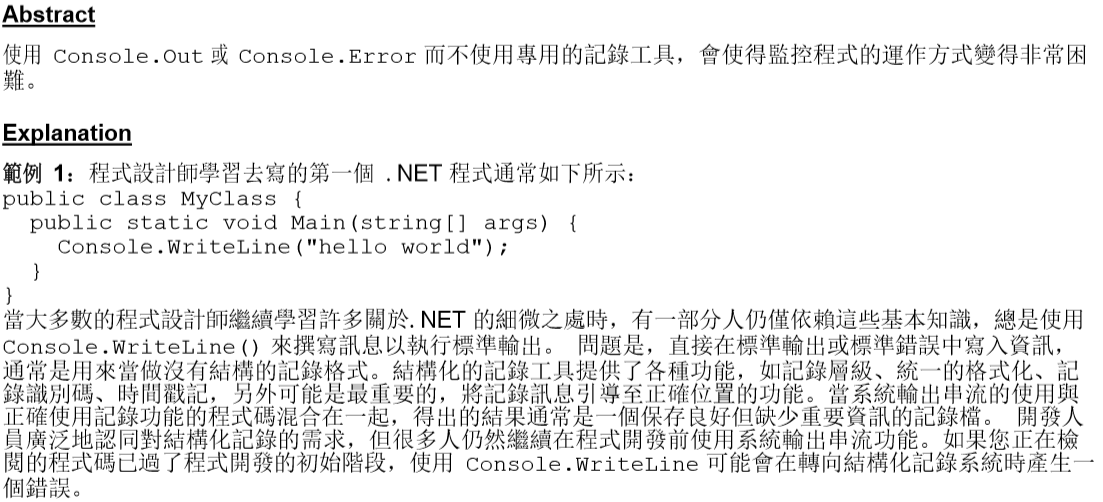 Abstract
使用 Console.Out 或 Console.Error 而不使用專用的記錄工具，會使得監控程式的運作方式變得非常困
難。
Explanation
範例 1：程式設計師學習去寫的第一個 .NET 程式通常如下所示：
public class MyClass {
  public static void Main(string[] args) {
    Console.WriteLine("hello world");
  }
}
當大多數的程式設計師繼續學習許多關於.NET 的細微之處時，有一部分人仍僅依賴這些基本知識，總是使用
Console.WriteLine() 來撰寫訊息以執行標準輸出。 問題是，直接在標準輸出或標準錯誤中寫入資訊，
通常是用來當做沒有結構的記錄格式。結構化的記錄工具提供了各種功能，如記錄層級、統一的格式化、記
錄識別碼、時間戳記，另外可能是最重要的，將記錄訊息引導至正確位置的功能。當系統輸出串流的使用與
正確使用記錄功能的程式碼混合在一起，得出的結果通常是一個保存良好但缺少重要資訊的記錄檔。 開發人
員廣泛地認同對結構化記錄的需求，但很多人仍然繼續在程式開發前使用系統輸出串流功能。如果您正在檢
閱的程式碼已過了程式開發的初始階段，使用 Console.WriteLine 可能會在轉向結構化記錄系統時產生一
個錯誤。